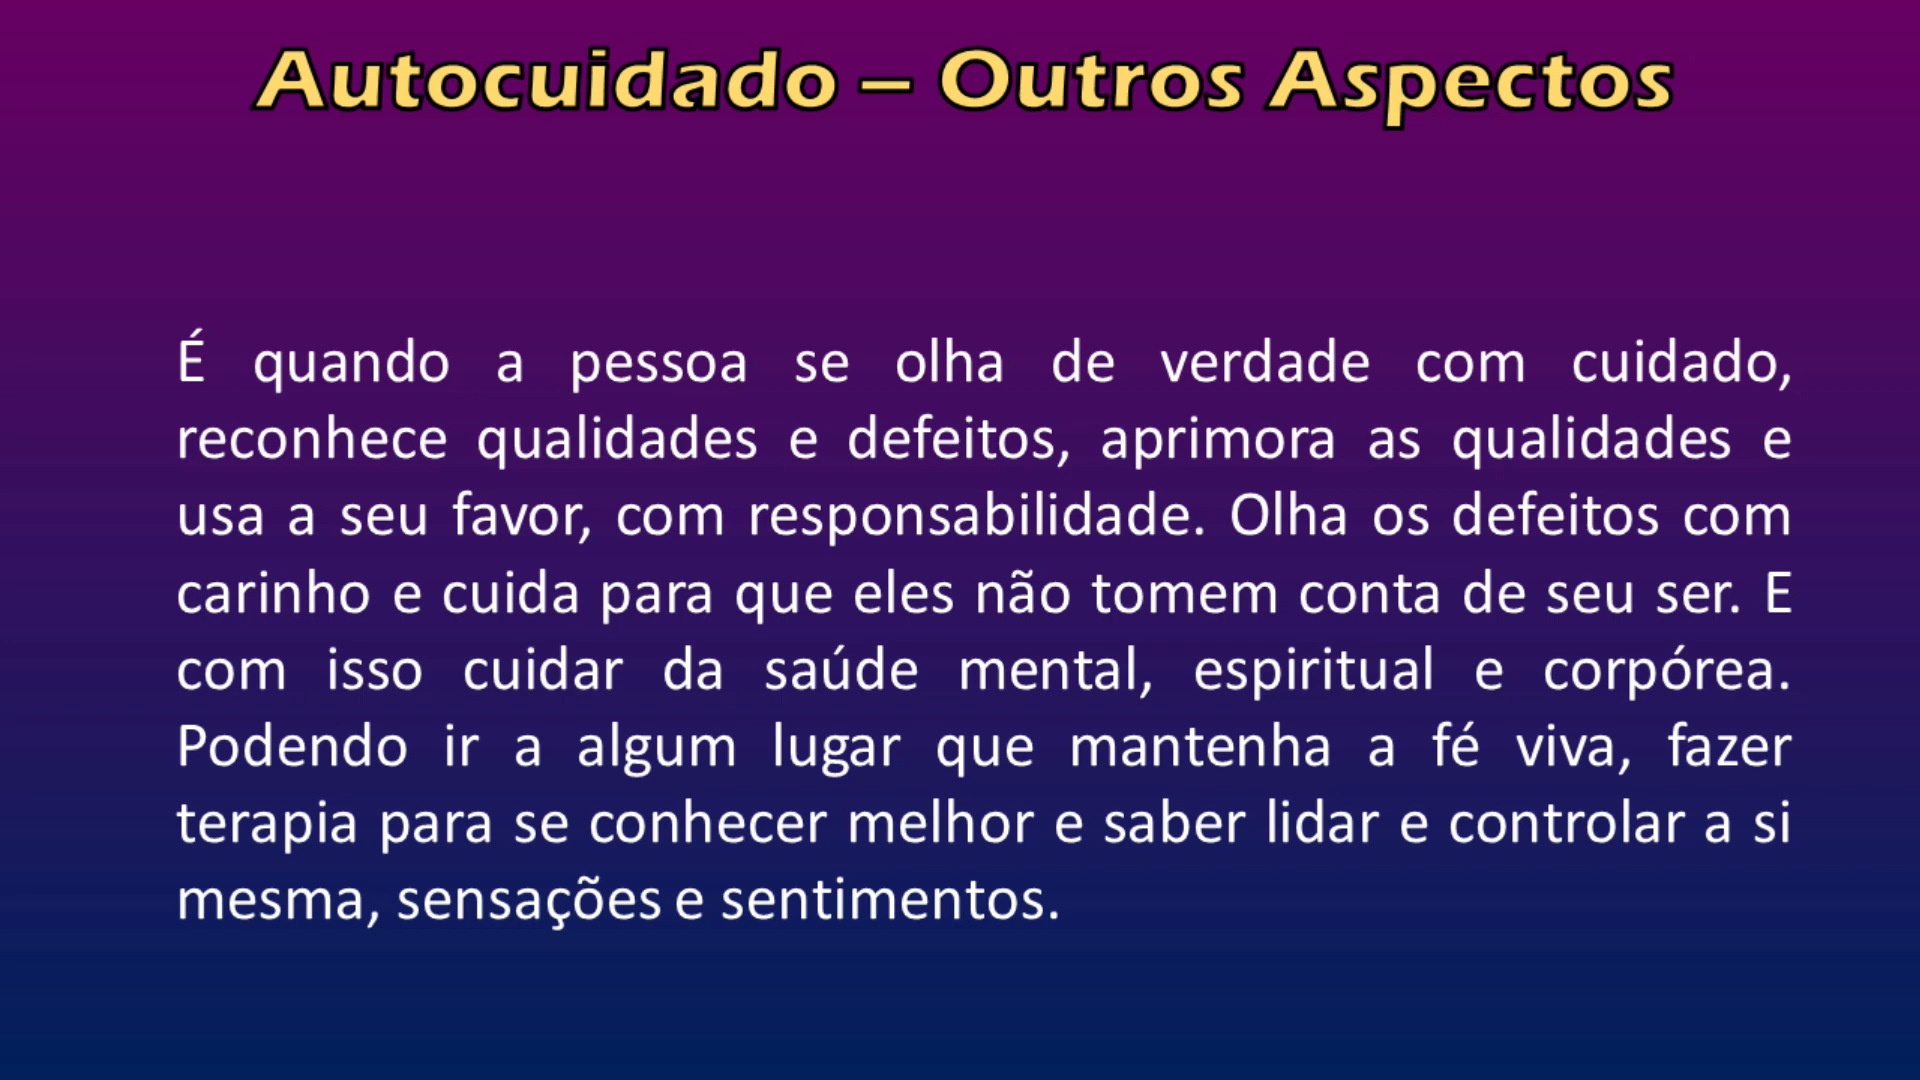 Autocuidado – Outros Aspectos
É quando a pessoa se olha de verdade com cuidado,
reconhece qualidades e defeitos, aprimora as qualidades e
usa a seu favor, com responsabilidade. Olha os defeitos com
carinho e cuida para que eles não tomem conta de seu ser. E
com isso cuidar da saúde mental, espiritual e corpórea.
Podendo ir a algum lugar que mantenha a fé viva, fazer
terapia para se conhecer melhor e saber lidar e controlar a si
mesma, sensações e sentimentos.